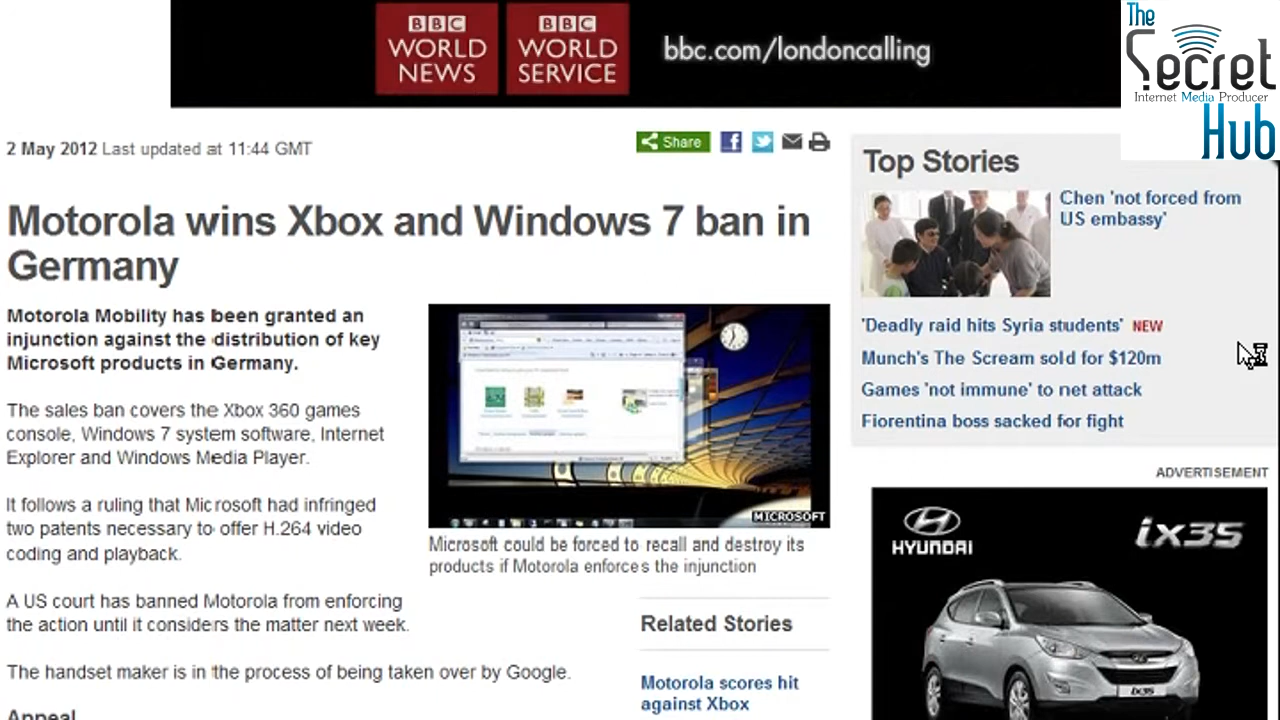 BBC
WORLD
NEWS
BBC
WORLD
SERVICE
bbc.com/londoncalling
The
Secret
Internet Media Producer
Hub
2 May 2012 Last updated at 11:44 GMT
Share
Motorola wins Xbox and Windows 7 ban in
Germany
Motorola Mobility has been granted an
injunction against the distribution of key
Microsoft products in Germany.
The sales ban covers the Xbox 360 games
console, Windows 7 system software, Internet
Explorer and Windows Media Player.
It follows a ruling that Microsoft had infringed
two patents necessary to offer H.264 video
coding and playback.
A US court has banned Motorola from enforcing
the action until it considers the matter next week.
The handset maker is in the process of being taken over by Google.
Appeal
MICROSOFT
Microsoft could be forced to recall and destroy its
products if Motorola enforces the injunction
Related Stories
Motorola scores hit
against Xbox
Top Stories
Chen 'not forced from
US embassy'
'Deadly raid hits Syria students' NEW
Munch's The Scream sold for $120m
Games 'not immune' to net attack
Fiorentina boss sacked for fight
ADVERTISEMENT
HYUNDAI
ix35
ix35